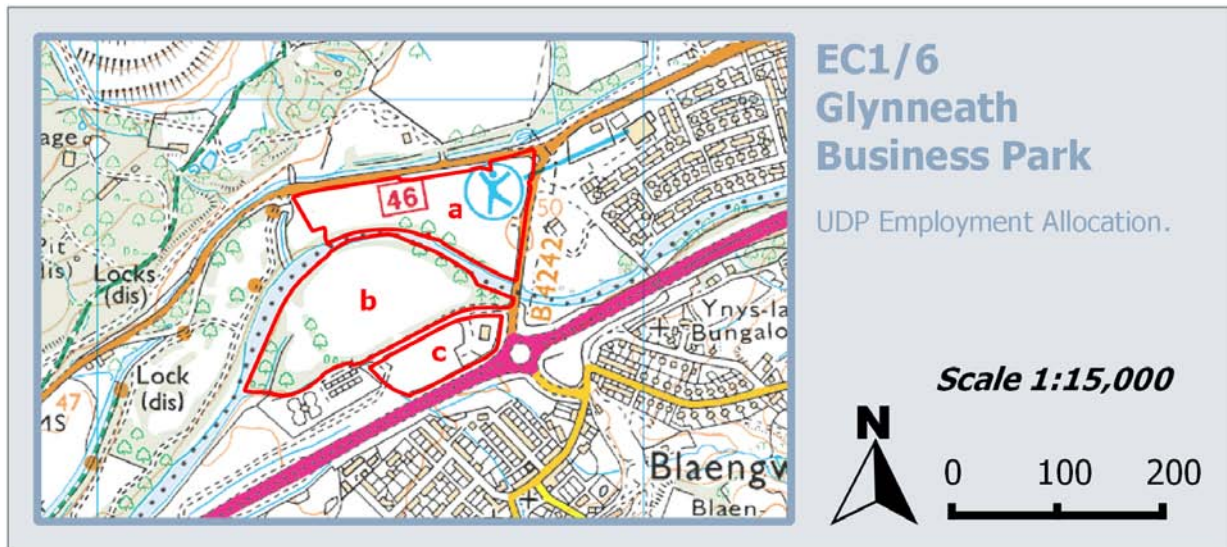 EC1/6
Glynneath
Business Park
UDP Employment Allocation.
Scale 1:15,000
N
0 100 200
age
46
a
50
B 4242
Pit
(dis)
Locks
(dis)
b
Ynys-la
Bungalo
c
Lock
(dis)
47
MS
Blaengw
Blaen-